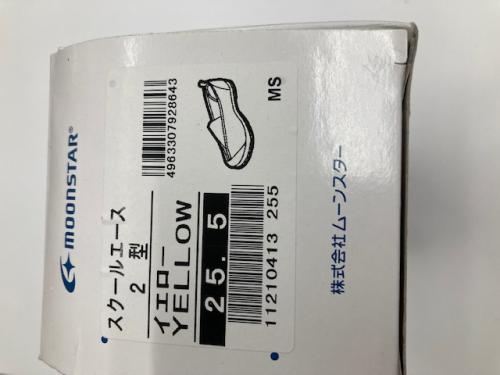 MOONSTAR®
スクールエース
2 型
イエロー
YELLOW
25.5
4963307928643
11210413 255
MS
株式会社ムーンスター